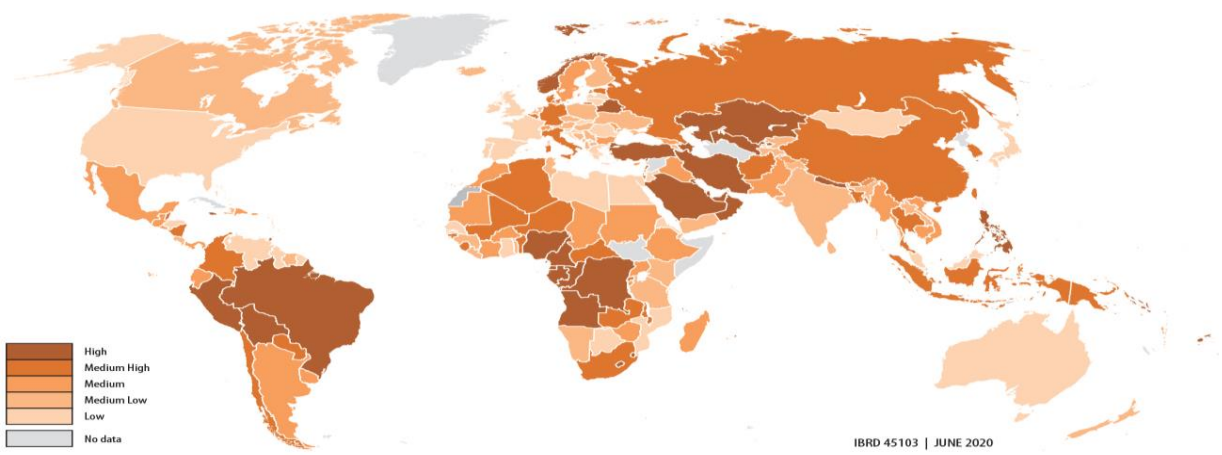 High
Medium High
Medium
Medium Low
Low
No data
IBRD 45103 | JUNE 2020